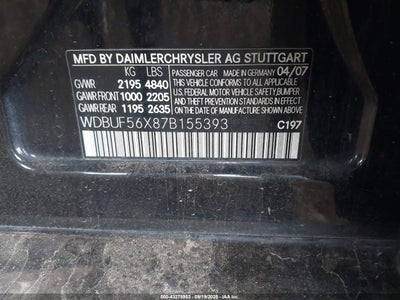 MFD BY DAIMLERCHRYSLER AG STUTTGART
KG LBS PASSENGER CAR MADE IN GERMANY 04/07
GVWR 2195 4840 THIS VEHICLE CONFORMS TO ALL APPLICABLE
GAWR FRONT 1000 2205 U.S. FEDERAL MOTOR VEHICLE SAFETY, BUMPER
GAWR REAR 1195 2635 AND THEFT PREVENTION STANDARDS IN EFFECT
ON THE DATE OF MANUFACTURE SHOWN ABOVE.
WDBUF56X87B155393
C197